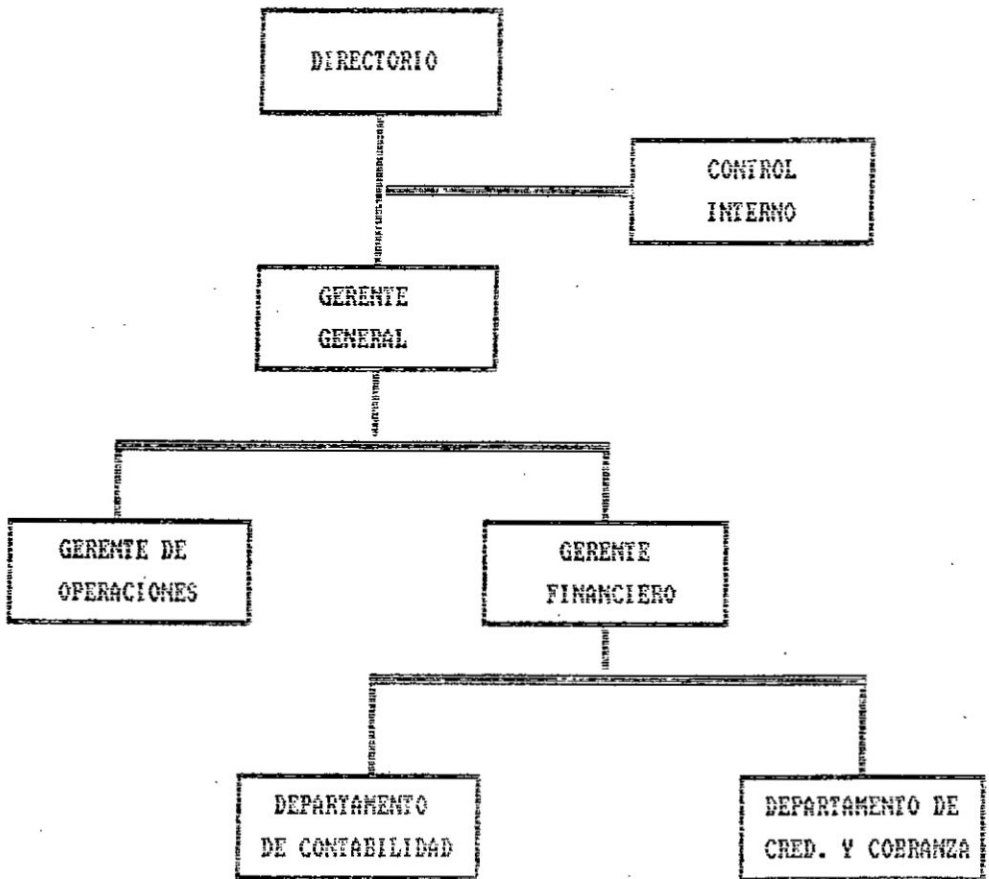 DIRECTORIO
CONTROL
INTERNO
GERENTE
GENERAL
GERENTE DE
OPERACIONES
GERENTE
FINANCIERO
DEPARTAMENTO
DE CONTABILIDAD
DEPARTAMENTO DE
CRED. Y COBRANZA